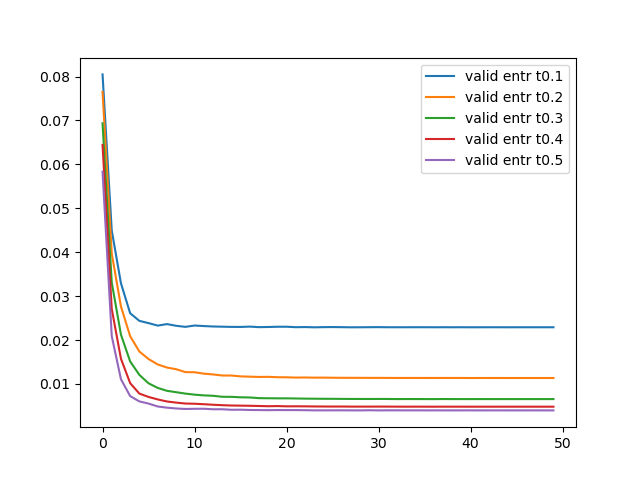 0.08
0.07
0.06
0.05
0.04
0.03
0.02
0.01
0 10 20 30 40 50
valid entr t0.1
valid entr t0.2
valid entr t0.3
valid entr t0.4
valid entr t0.5